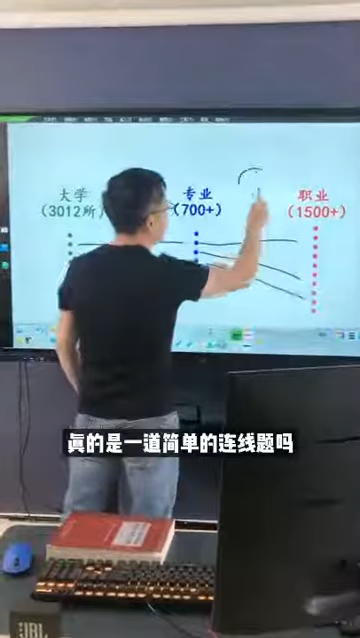 大学
（3012所）
专业
（700+）
职业
（1500+）
真的是一道简单的连线题吗
JBL